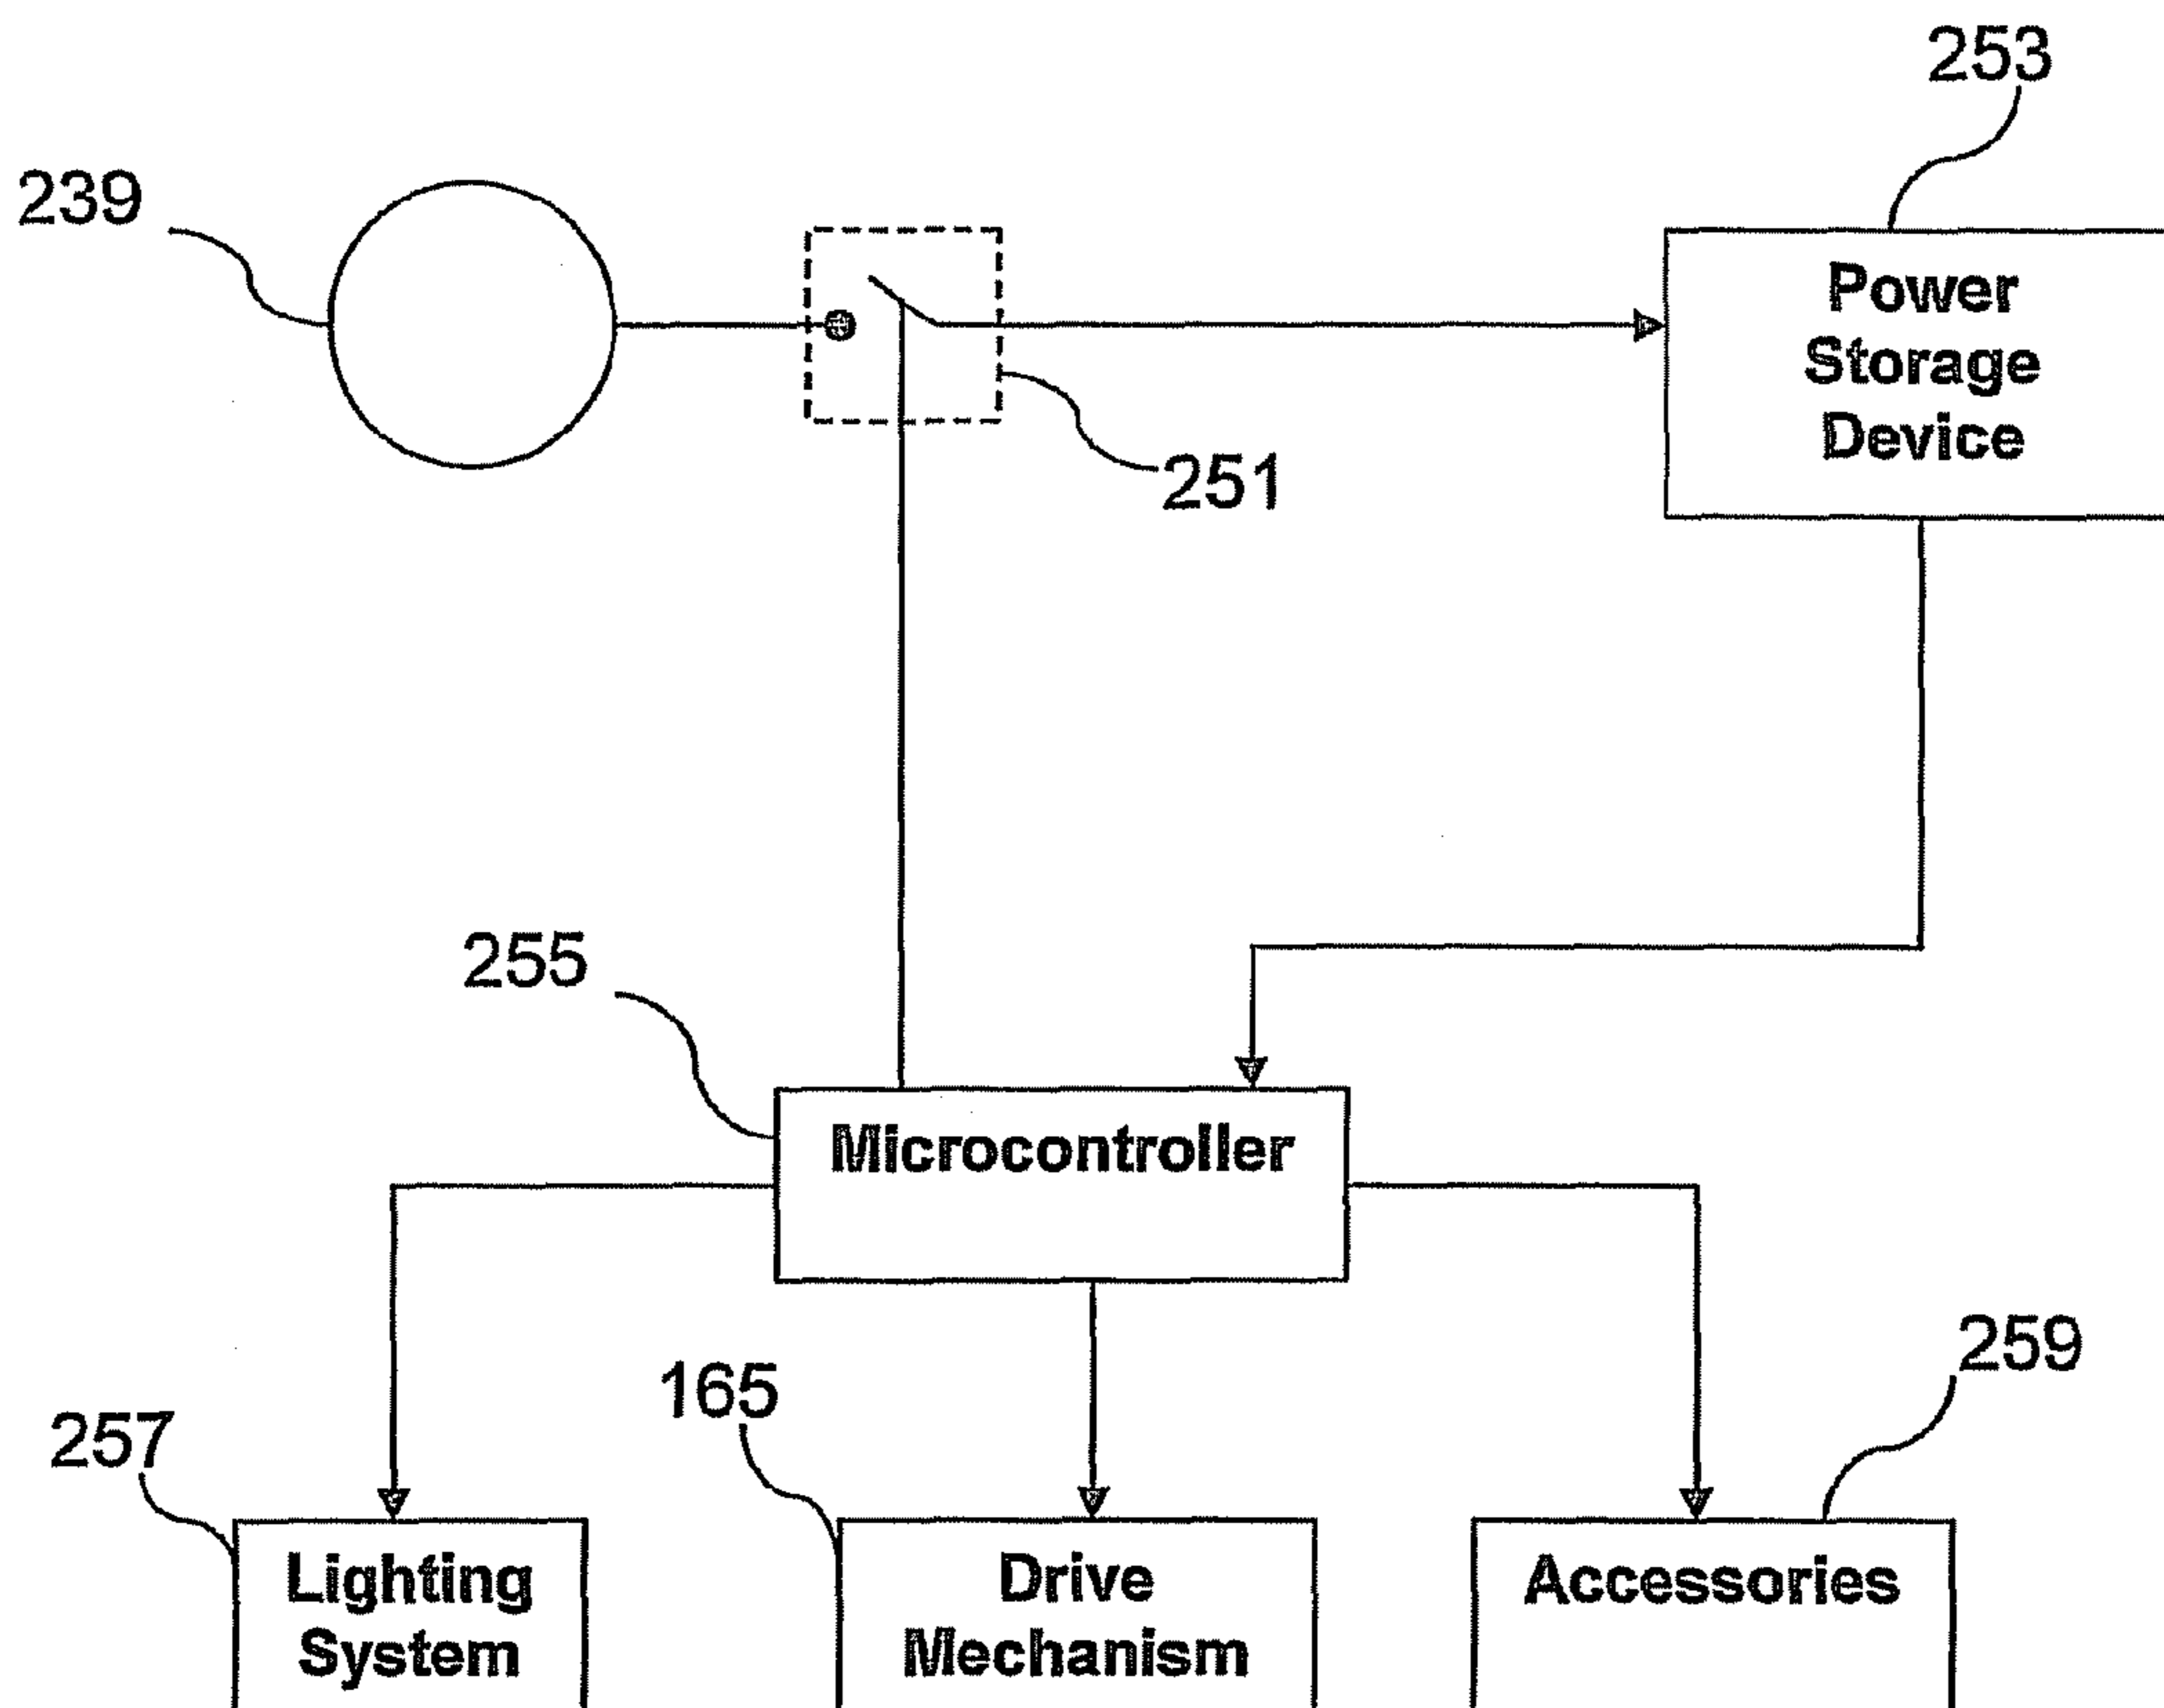 253
239
Power
Storage
Device
251
255
Microcontroller
259
165
257
Lighting
System
Drive
Mechanism
Accessories